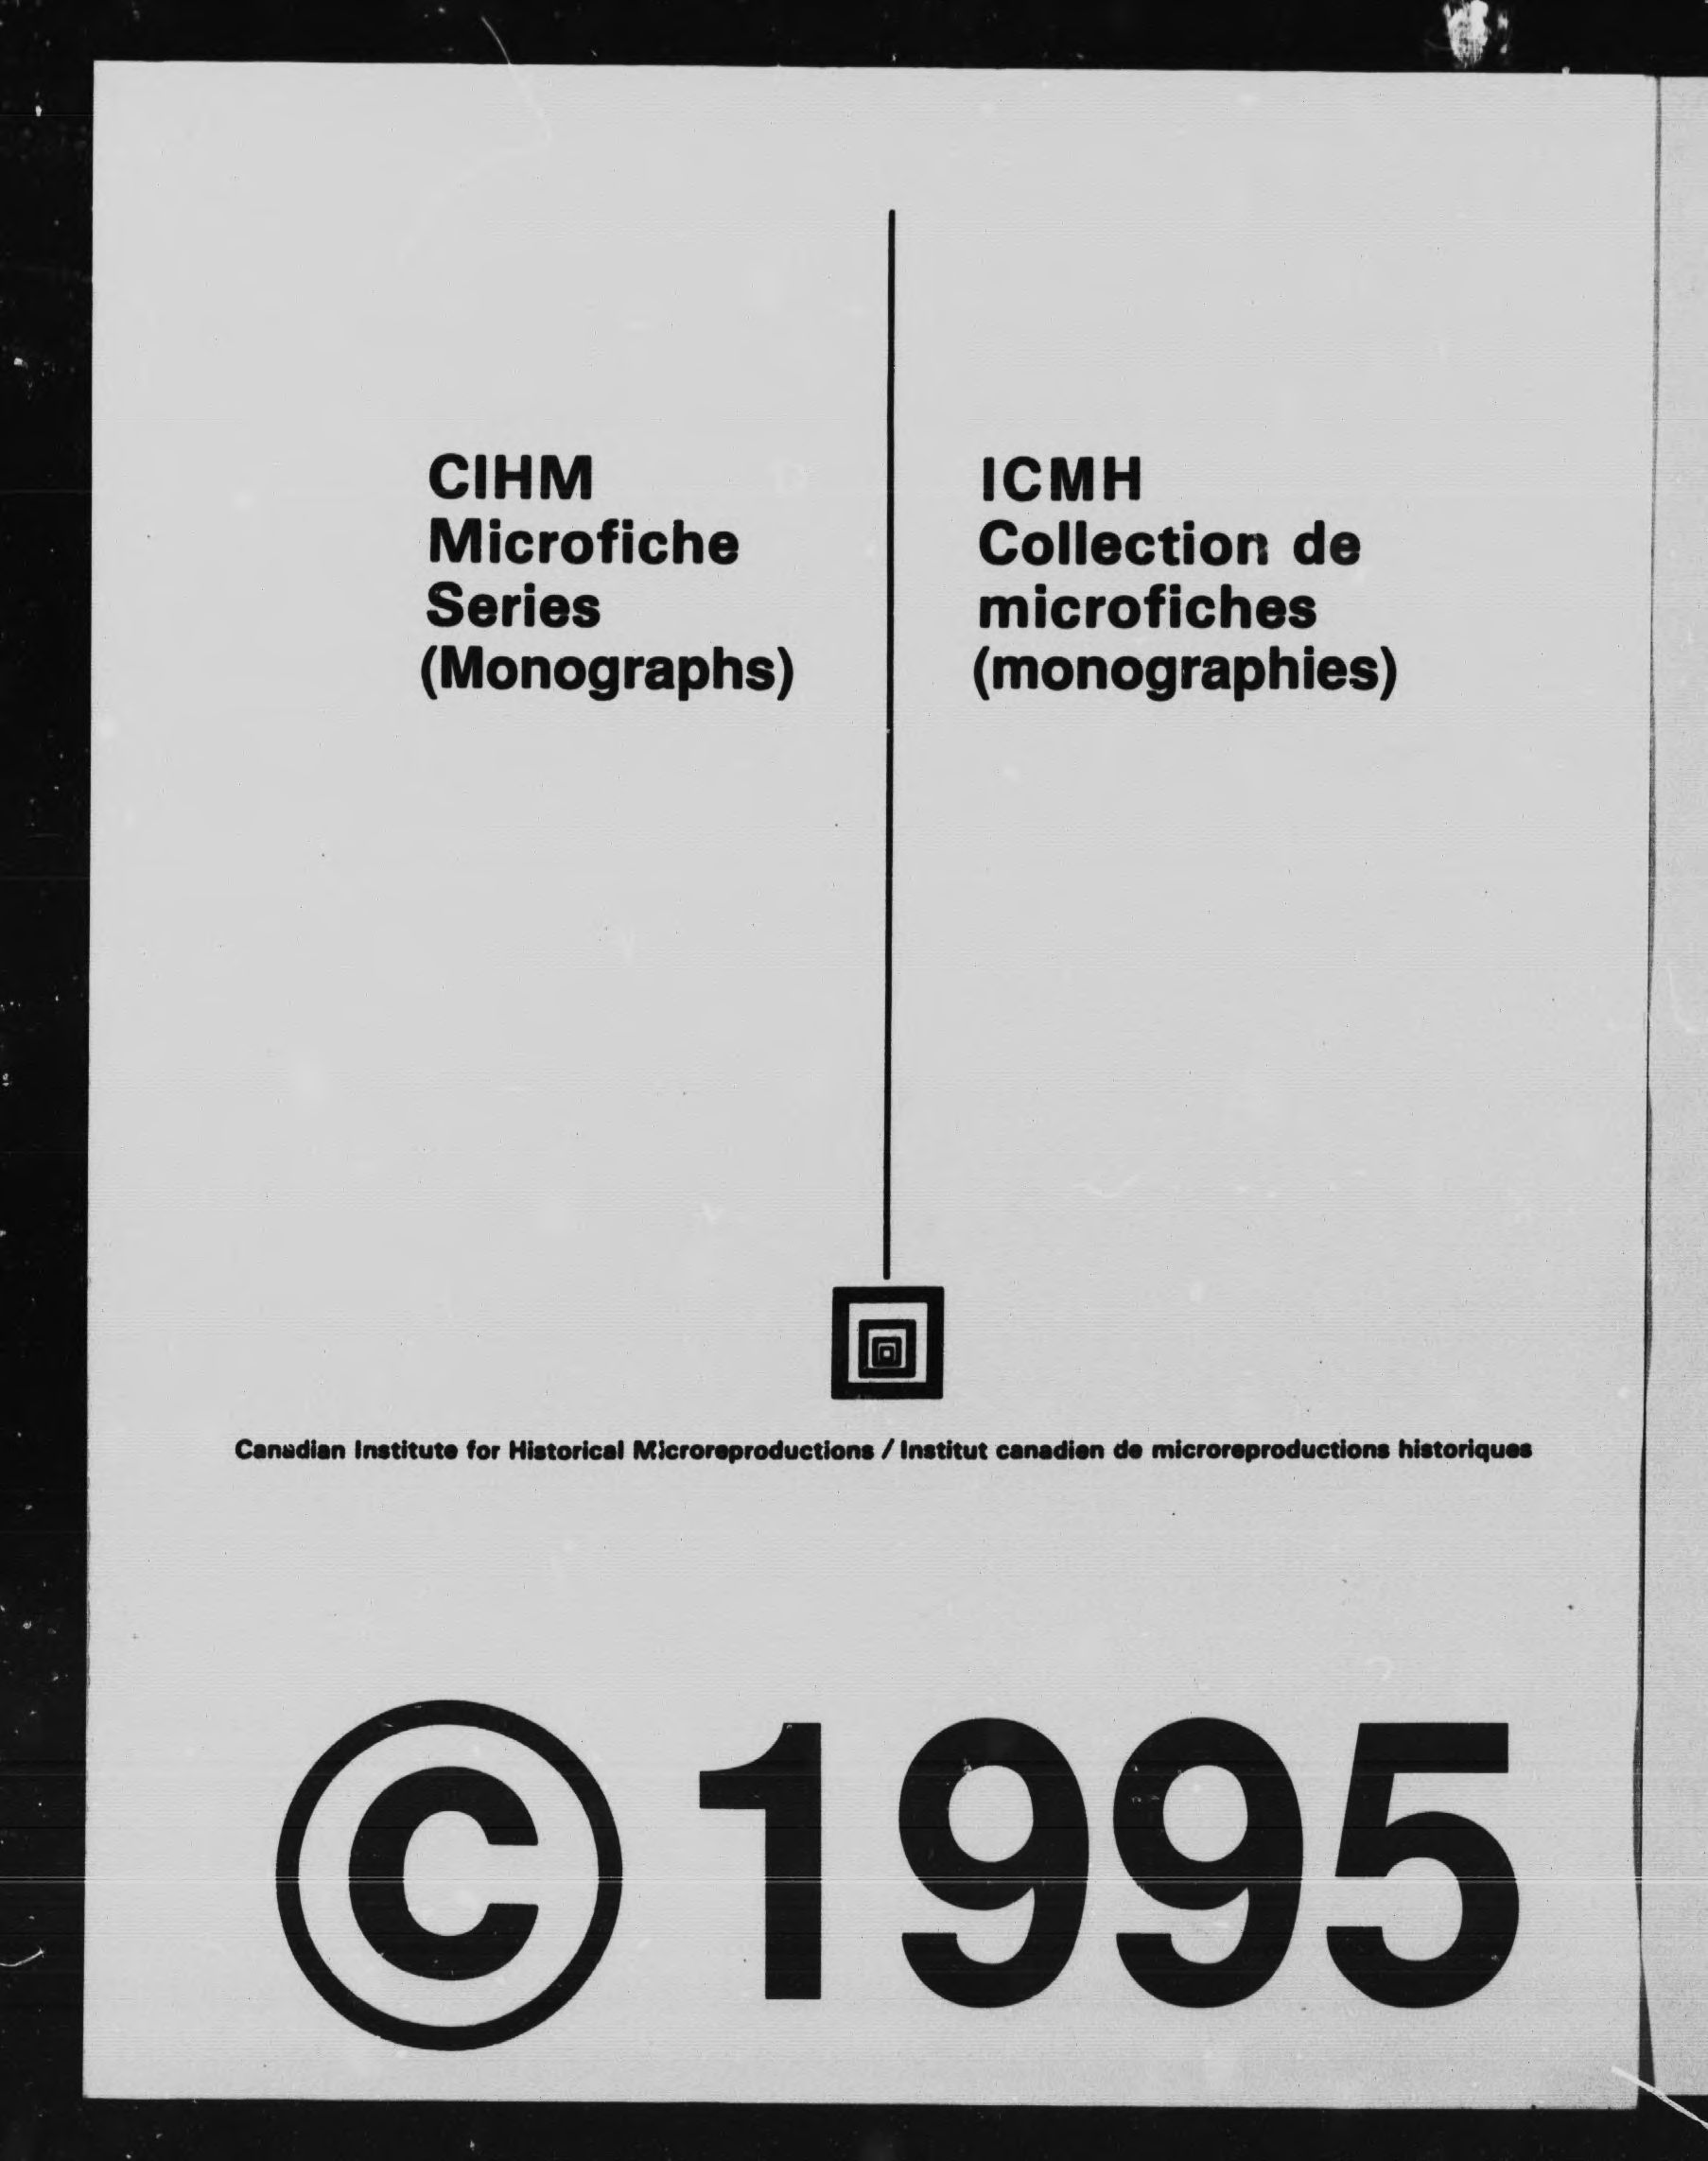 CIHM
Microfiche
Series
(Monographs)
ICMH
Collection de
microfiches
(monographies)
Canadian Institute for Historical Microreproductions / Institut canadien de microreproductions historiques
© 1995